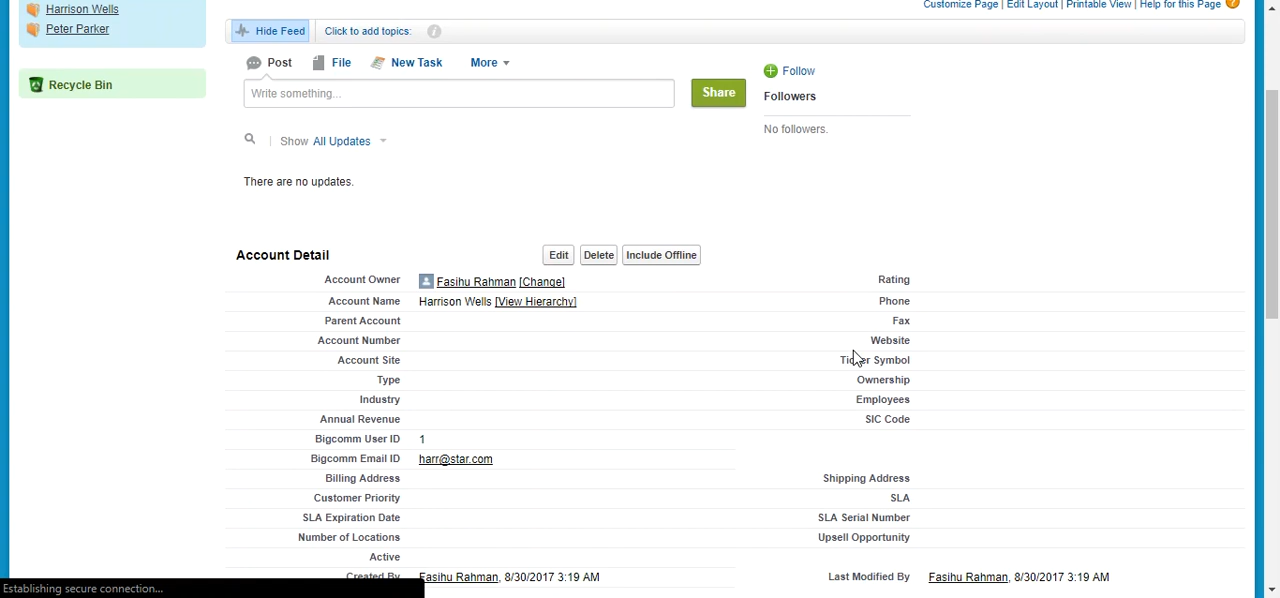 Harrison Wells
Peter Parker
Recycle Bin
Customize Page | Edit Layout | Printable View | Help for this Page ?
Hide Feed Click to add topics: i
Post File New Task More
Write something... Share
Follow
Followers
No followers.
Show All Updates
There are no updates.
Account Detail Edit Delete Include Offline
Account Owner Fasihu Rahman [Change] Rating
Account Name Harrison Wells [View Hierarchy] Phone
Parent Account Fax
Account Number Website
Account Site Ticker Symbol
Type Ownership
Industry Employees
Annual Revenue SIC Code
Bigcomm User ID 1
Bigcomm Email ID harr@star.com
Billing Address Shipping Address
Customer Priority SLA
SLA Expiration Date SLA Serial Number
Number of Locations Upsell Opportunity
Active
Created By Fasihu Rahman, 8/30/2017 3:19 AM Last Modified By Fasihu Rahman, 8/30/2017 3:19 AM
Establishing secure connection...